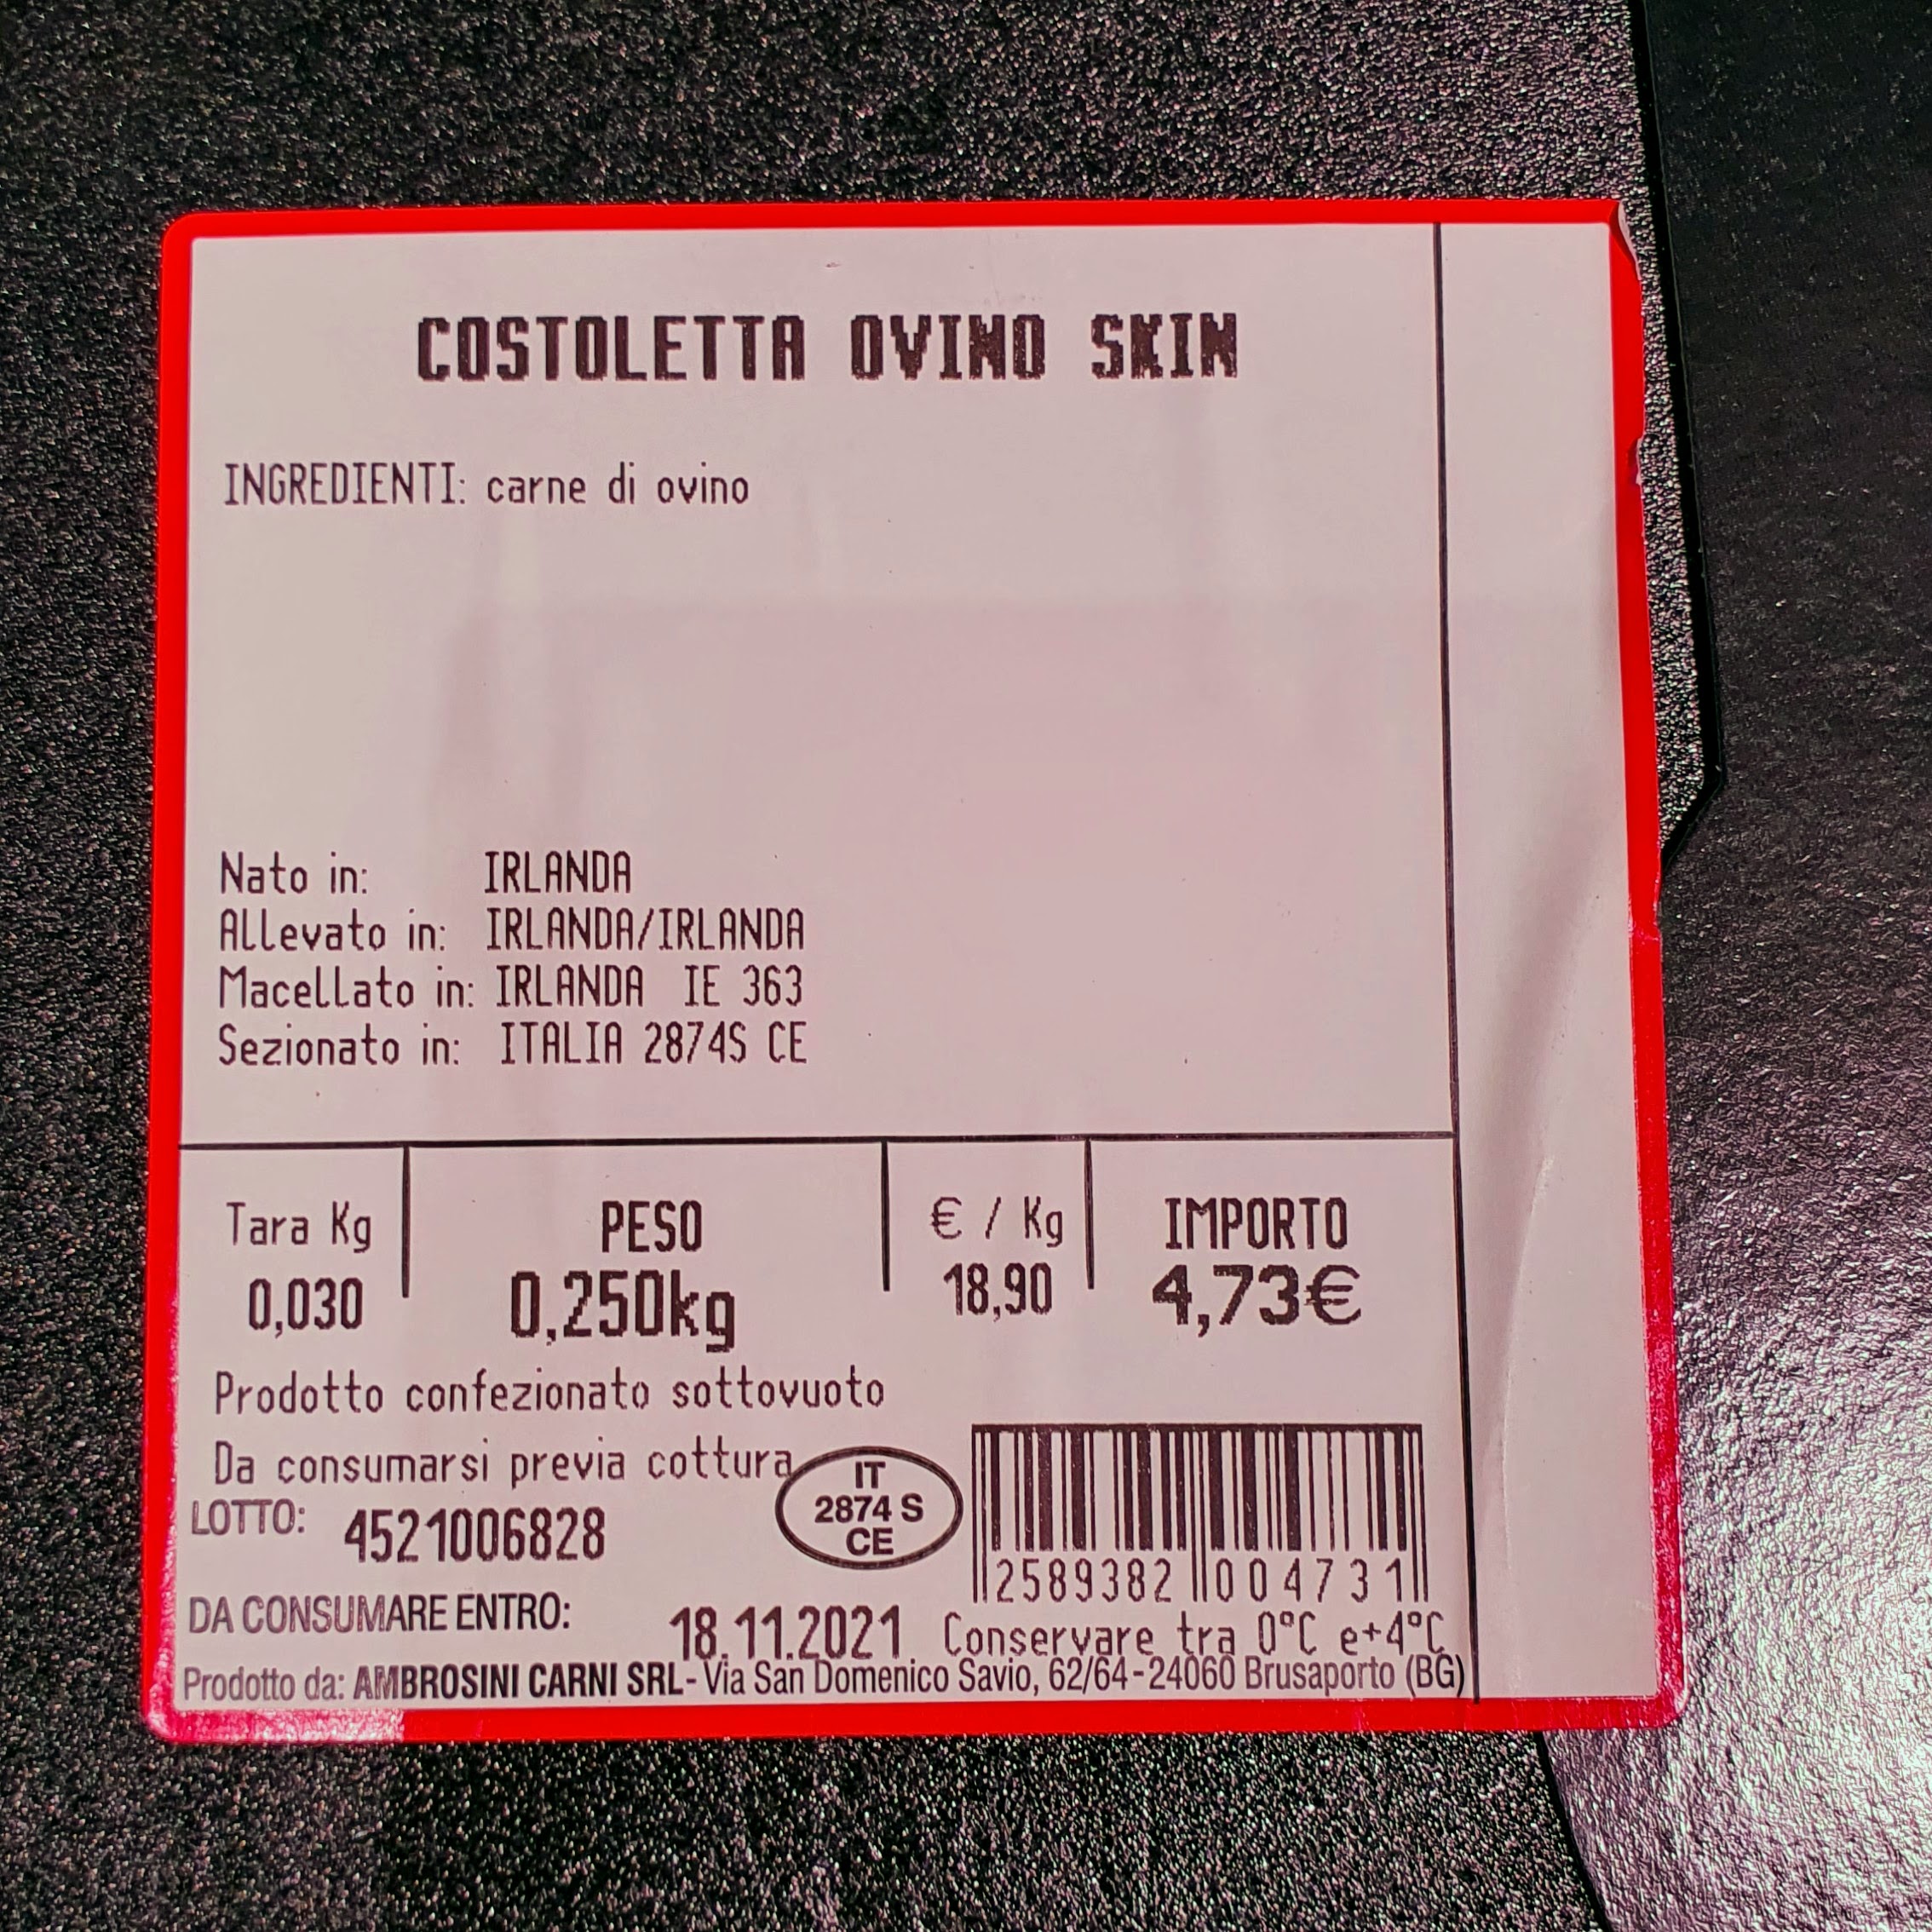 COSTOLETTA OVINO SKIN
INGREDIENTI: carne di ovino
Nato in: IRLANDA
Allevato in: IRLANDA/IRLANDA
Macellato in: IRLANDA IE 363
Sezionato in: ITALIA 2874S CE
Tara Kg PESO € / Kg IMPORTO
0,030 0,250kg 18,90 4,73€
Prodotto confezionato sottovuoto
Da consumarsi previa cottura
IT
2874 S
CE
LOTTO: 4521006828
2589382 004731
DA CONSUMARE ENTRO: 18.11.2021 Conservare tra 0°C e+4°C
Prodotto da: AMBROSINI CARNI SRL - Via San Domenico Savio, 62/64 - 24060 Brusaporto (BG)